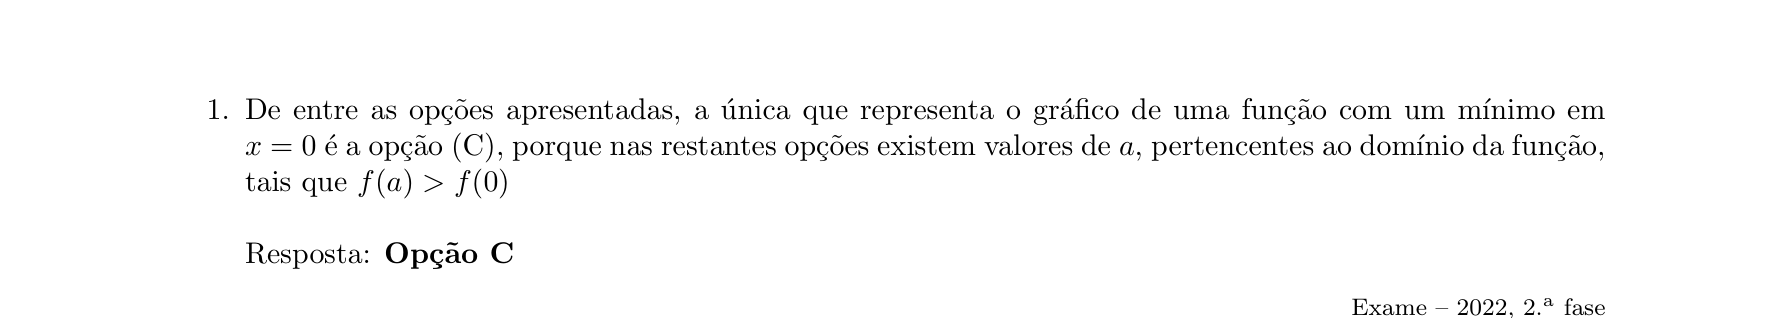 1. De entre as opções apresentadas, a única que representa o gráfico de uma função com um mínimo em
x = 0 é a opção (C), porque nas restantes opções existem valores de a, pertencentes ao domínio da função,
tais que f(a) > f(0)
Resposta: Opção C
Exame – 2022, 2.ª fase